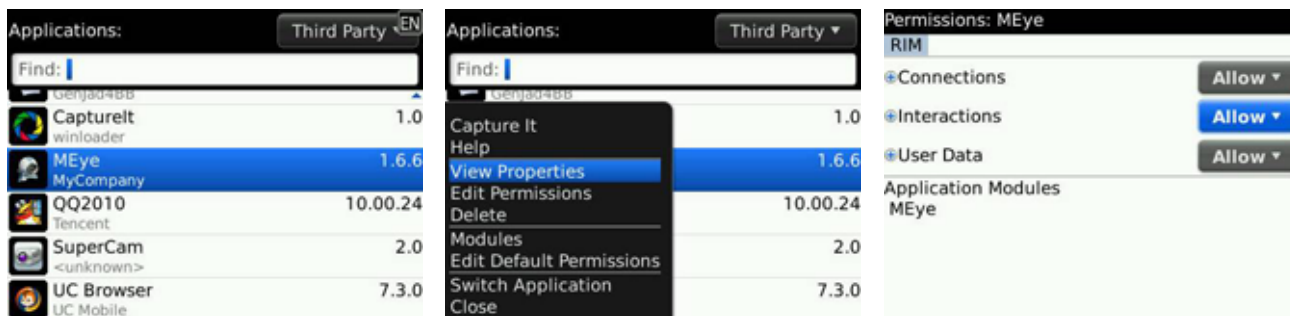 Applications:
Third Party
EN
Find:
Genjad4BB
CaptureIt
1.0
winloader
MEye
1.6.6
MyCompany
QQ2010
10.00.24
Tencent
SuperCam
2.0
<unknown>
UC Browser
7.3.0
UC Mobile
Applications:
Third Party
Find:
Genjad4BB
Capture It
1.0
Help
View Properties
1.6.6
Edit Permissions
10.00.24
Delete
Modules
2.0
Edit Default Permissions
Switch Application
7.3.0
Close
Permissions: MEye
RIM
Connections
Allow
Interactions
Allow
User Data
Allow
Application Modules
MEye